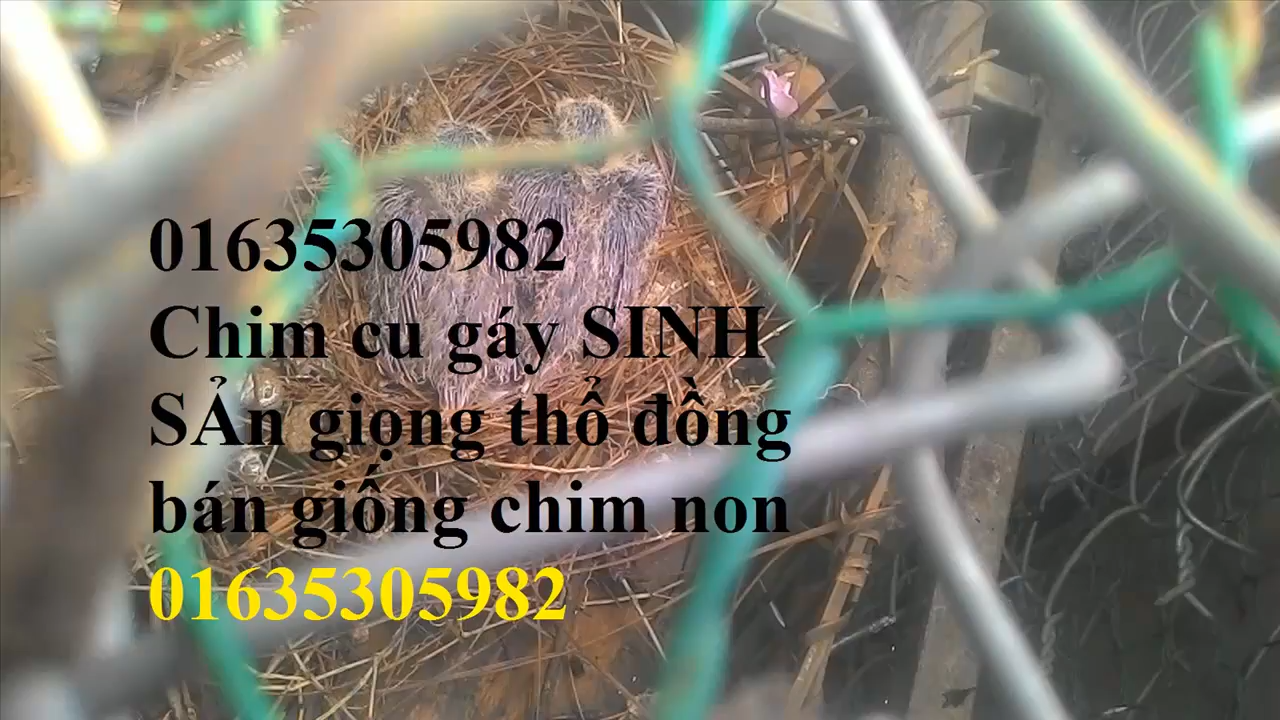 01635305982
Chim cu gáy SINH
SẢn giọng thổ đồng
bán giống chim non
01635305982